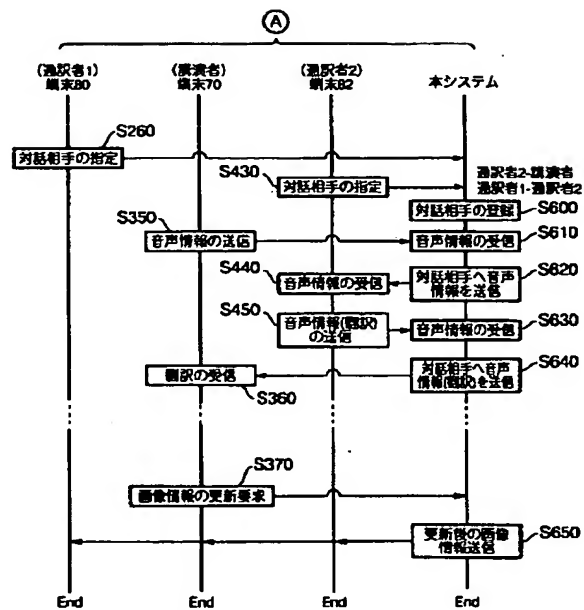 A
(通訳者1)
端末80
(講演者)
端末70
(通訳者2)
端末82
本システム
S260
対話相手の指定
S430
対話相手の指定
通訳者2-講演者
通訳者1-通訳者2
S600
対話相手の登録
S350
音声情報の送信
S610
音声情報の受信
S440
音声情報の受信
S620
対話相手へ音声
情報を送信
S450
音声情報(翻訳)
の送信
S630
音声情報の受信
S640
対話相手へ音声
情報(翻訳)を送信
翻訳の受信
S360
S370
画像情報の更新要求
更新後の画像
情報送信
S650
End
End
End
End